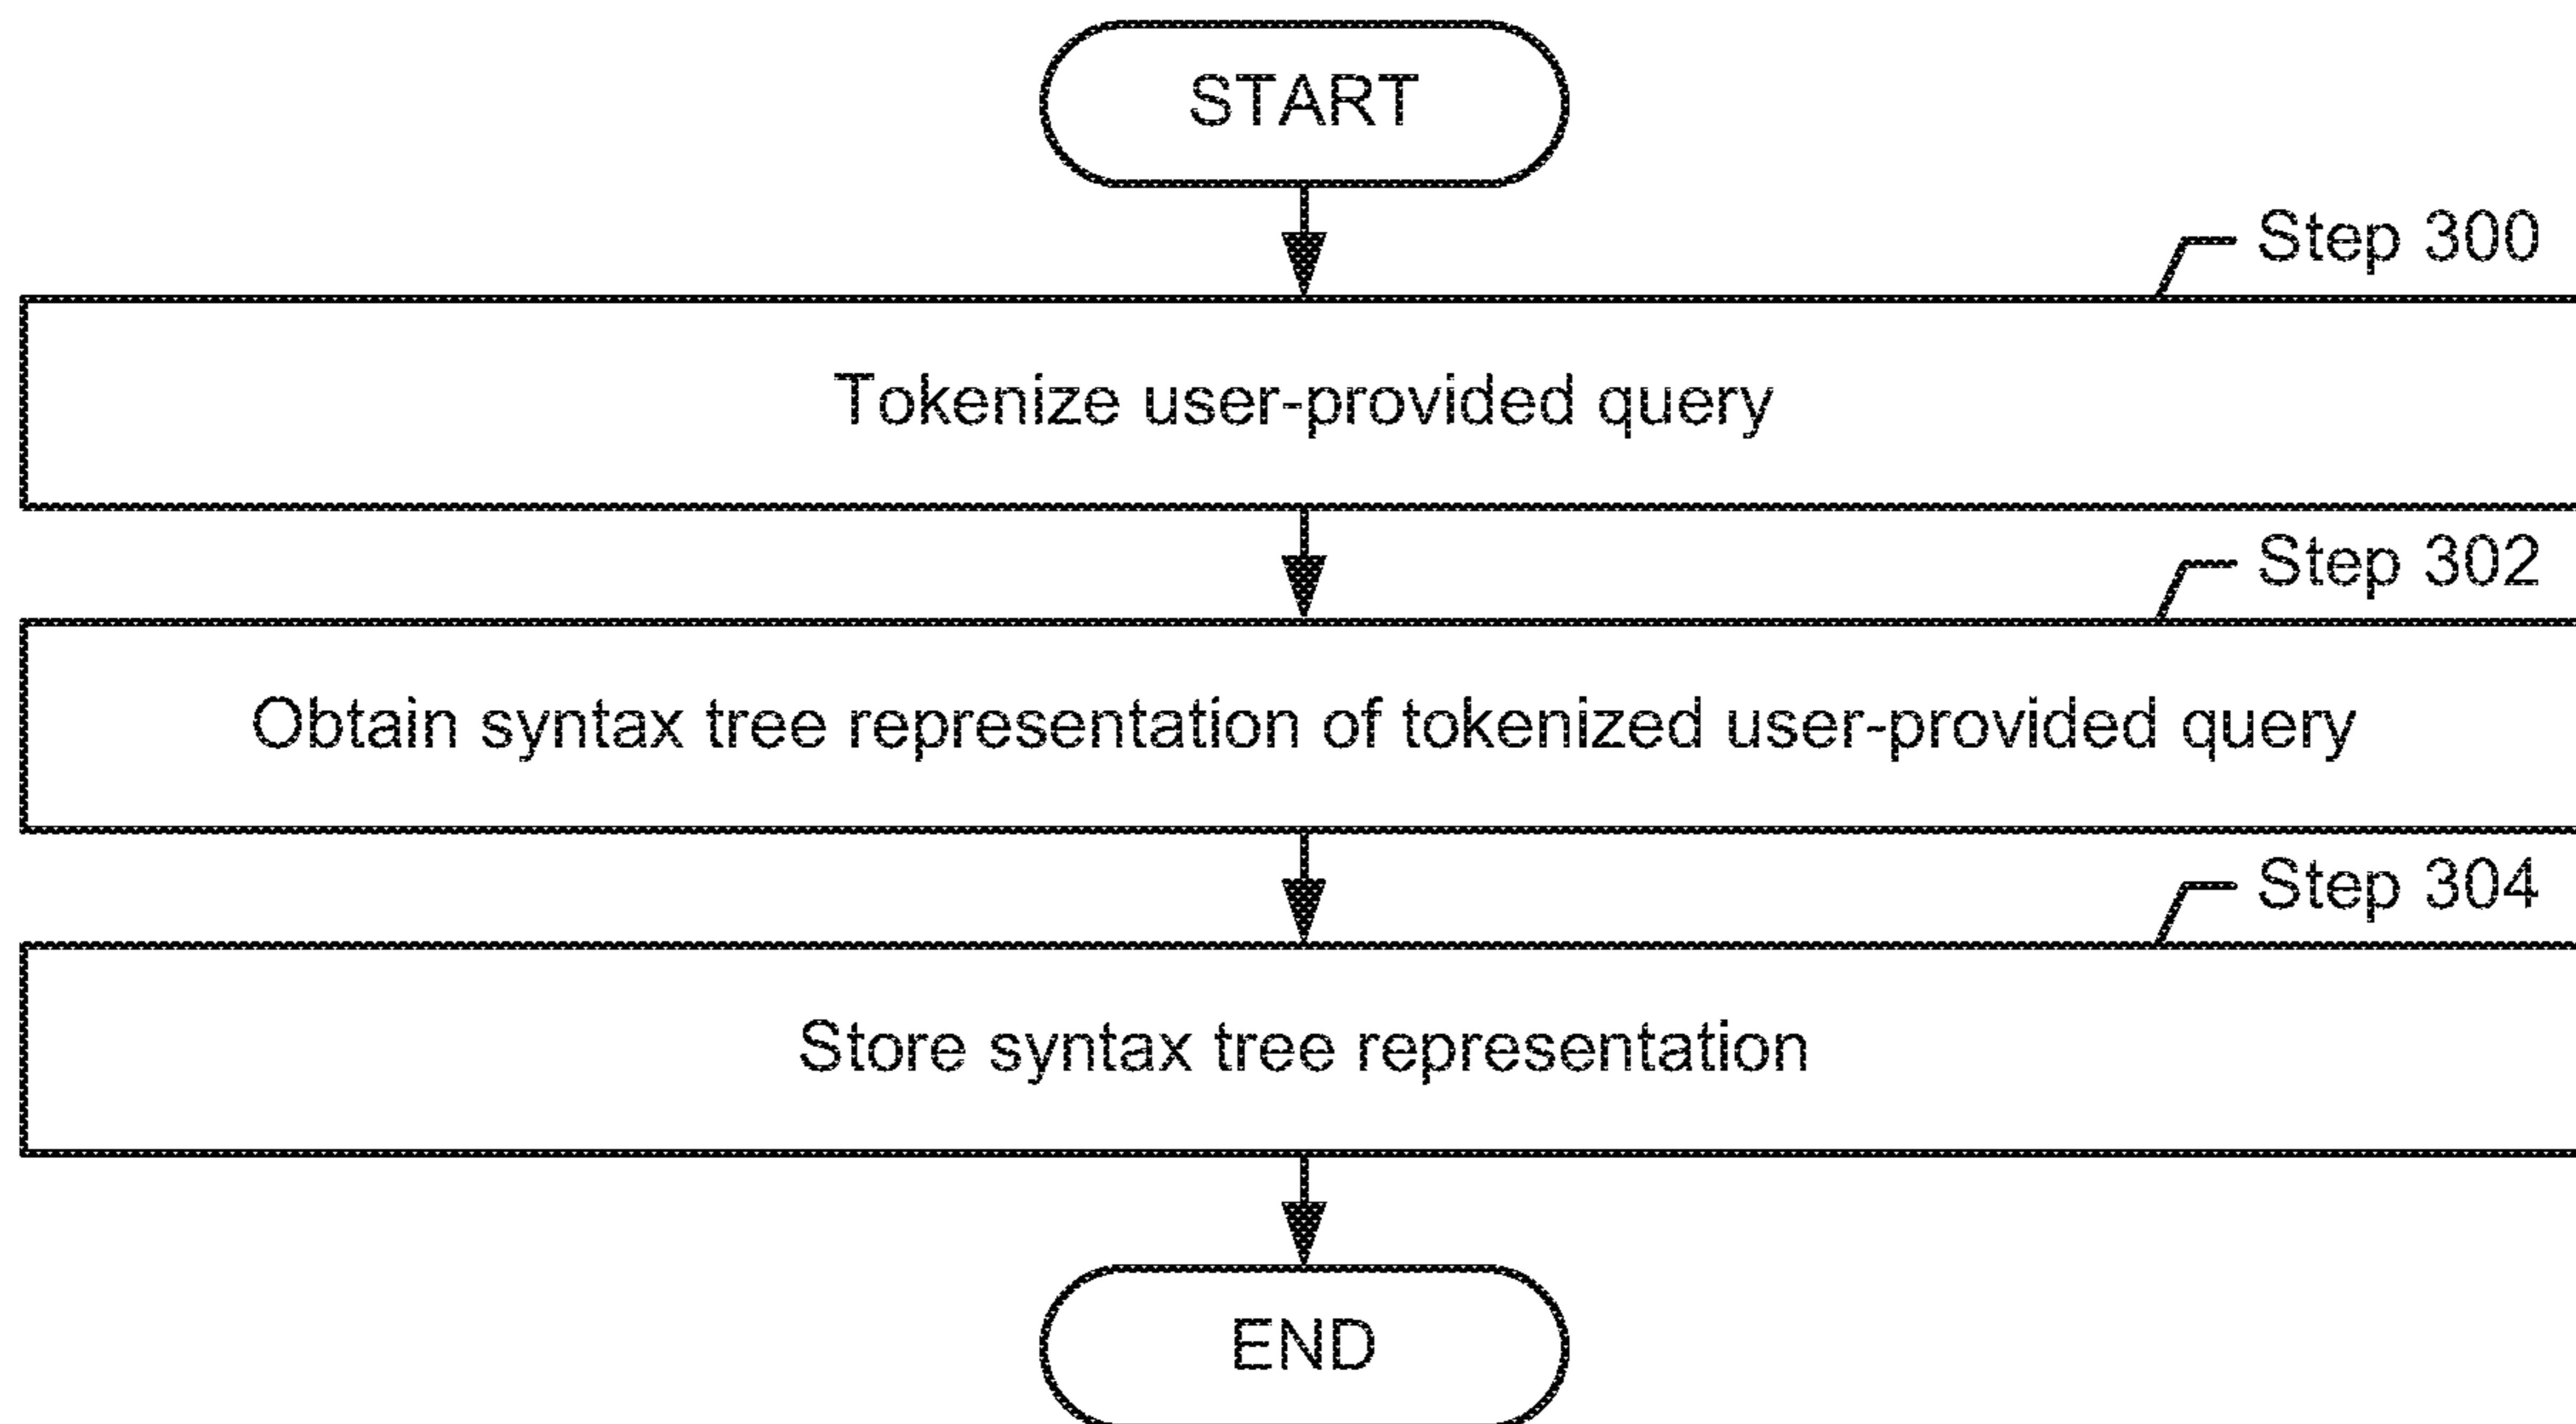 START
Step 300
Tokenize user-provided query
Step 302
Obtain syntax tree representation of tokenized user-provided query
Step 304
Store syntax tree representation
END